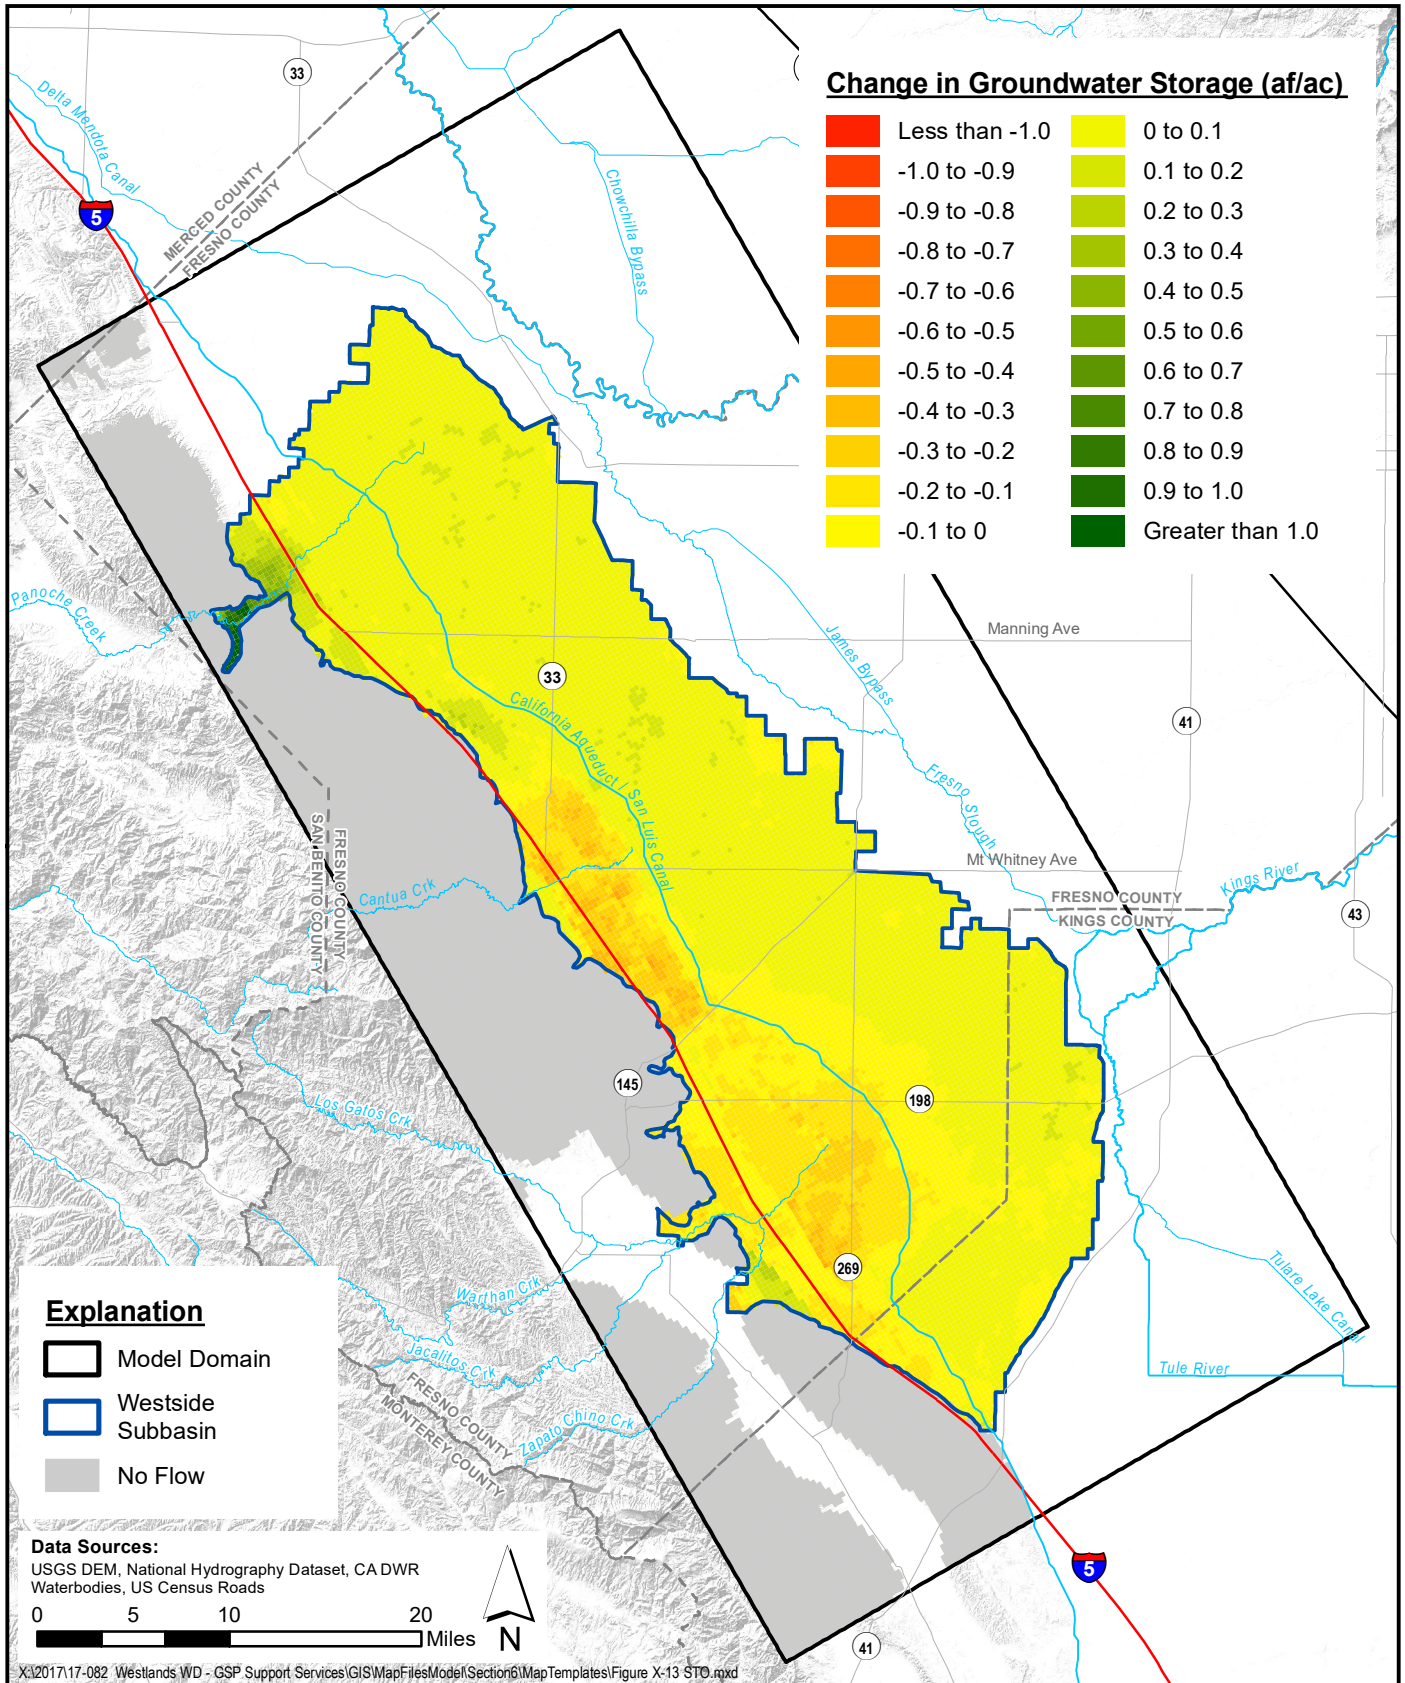 Change in Groundwater Storage (af/ac)
Less than -1.0
-1.0 to -0.9
-0.9 to -0.8
-0.8 to -0.7
-0.7 to -0.6
-0.6 to -0.5
-0.5 to -0.4
-0.4 to -0.3
-0.3 to -0.2
-0.2 to -0.1
-0.1 to 0
0 to 0.1
0.1 to 0.2
0.2 to 0.3
0.3 to 0.4
0.4 to 0.5
0.5 to 0.6
0.6 to 0.7
0.7 to 0.8
0.8 to 0.9
0.9 to 1.0
Greater than 1.0
33
Delta Mendota Canal
5
MERCED COUNTY
FRESNO COUNTY
Chowchilla Bypass
Panoche Creek
Manning Ave
James Bypass
33
41
California Aqueduct / San Luis Canal
Fresno Slough
FRESNO COUNTY
SAN BENITO COUNTY
Mt Whitney Ave
Kings River
Cantua Crk
FRESNO COUNTY
KINGS COUNTY
43
145
198
Los Gatos Crk
269
Warthan Crk
Jacalitos Crk
Tulare Lake Canal
Tule River
FRESNO COUNTY
MONTEREY COUNTY
Zapato Chino Crk
5
41
Explanation
Model Domain
Westside
Subbasin
No Flow
Data Sources:
USGS DEM, National Hydrography Dataset, CA DWR
Waterbodies, US Census Roads
0 5 10 20
Miles
N
X:\2017\17-082 Westlands WD - GSP Support Services\GIS\MapFilesModel\Section6\MapTemplates\Figure X-13 STO.mxd